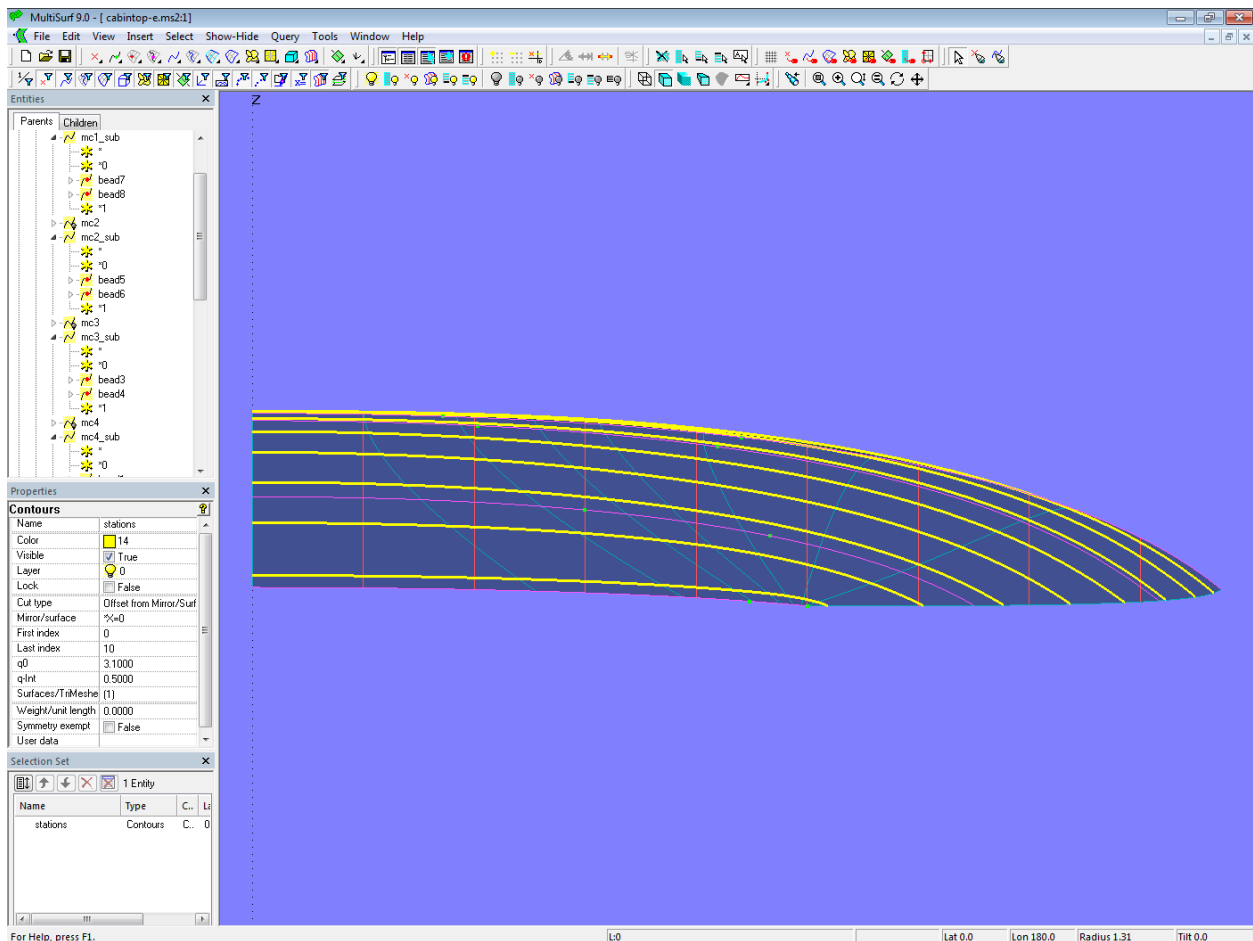 MultiSurf 9.0 - [ cabintop-e.ms2:1]
File Edit View Insert Select Show-Hide Query Tools Window Help
Entities
Parents Children
mc1_sub
*
*0
bead7
bead8
*1
mc2
mc2_sub
*
*0
bead5
bead6
*1
mc3
mc3_sub
*
*0
bead3
bead4
*1
mc4
mc4_sub
*
*0
Properties
Contours
Name stations
Color 14
Visible True
Layer 0
Lock False
Cut type Offset from Mirror/Surf
Mirror/surface *X=0
First index 0
Last index 10
q0 3.1000
q-Int 0.5000
Surfaces/TriMeshe {1}
Weight/unit length 0.0000
Symmetry exempt False
User data
Selection Set
1 Entity
Name Type C.. La
stations Contours C.. 0
Z
For Help, press F1. L:0 Lat 0.0 Lon 180.0 Radius 1.31 Tilt 0.0